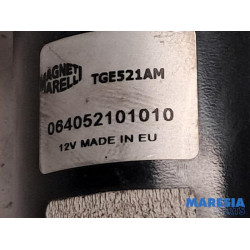 MAGNETI
MARELLI
TGE521AM
064052101010
12V MADE IN EU
MARESIA